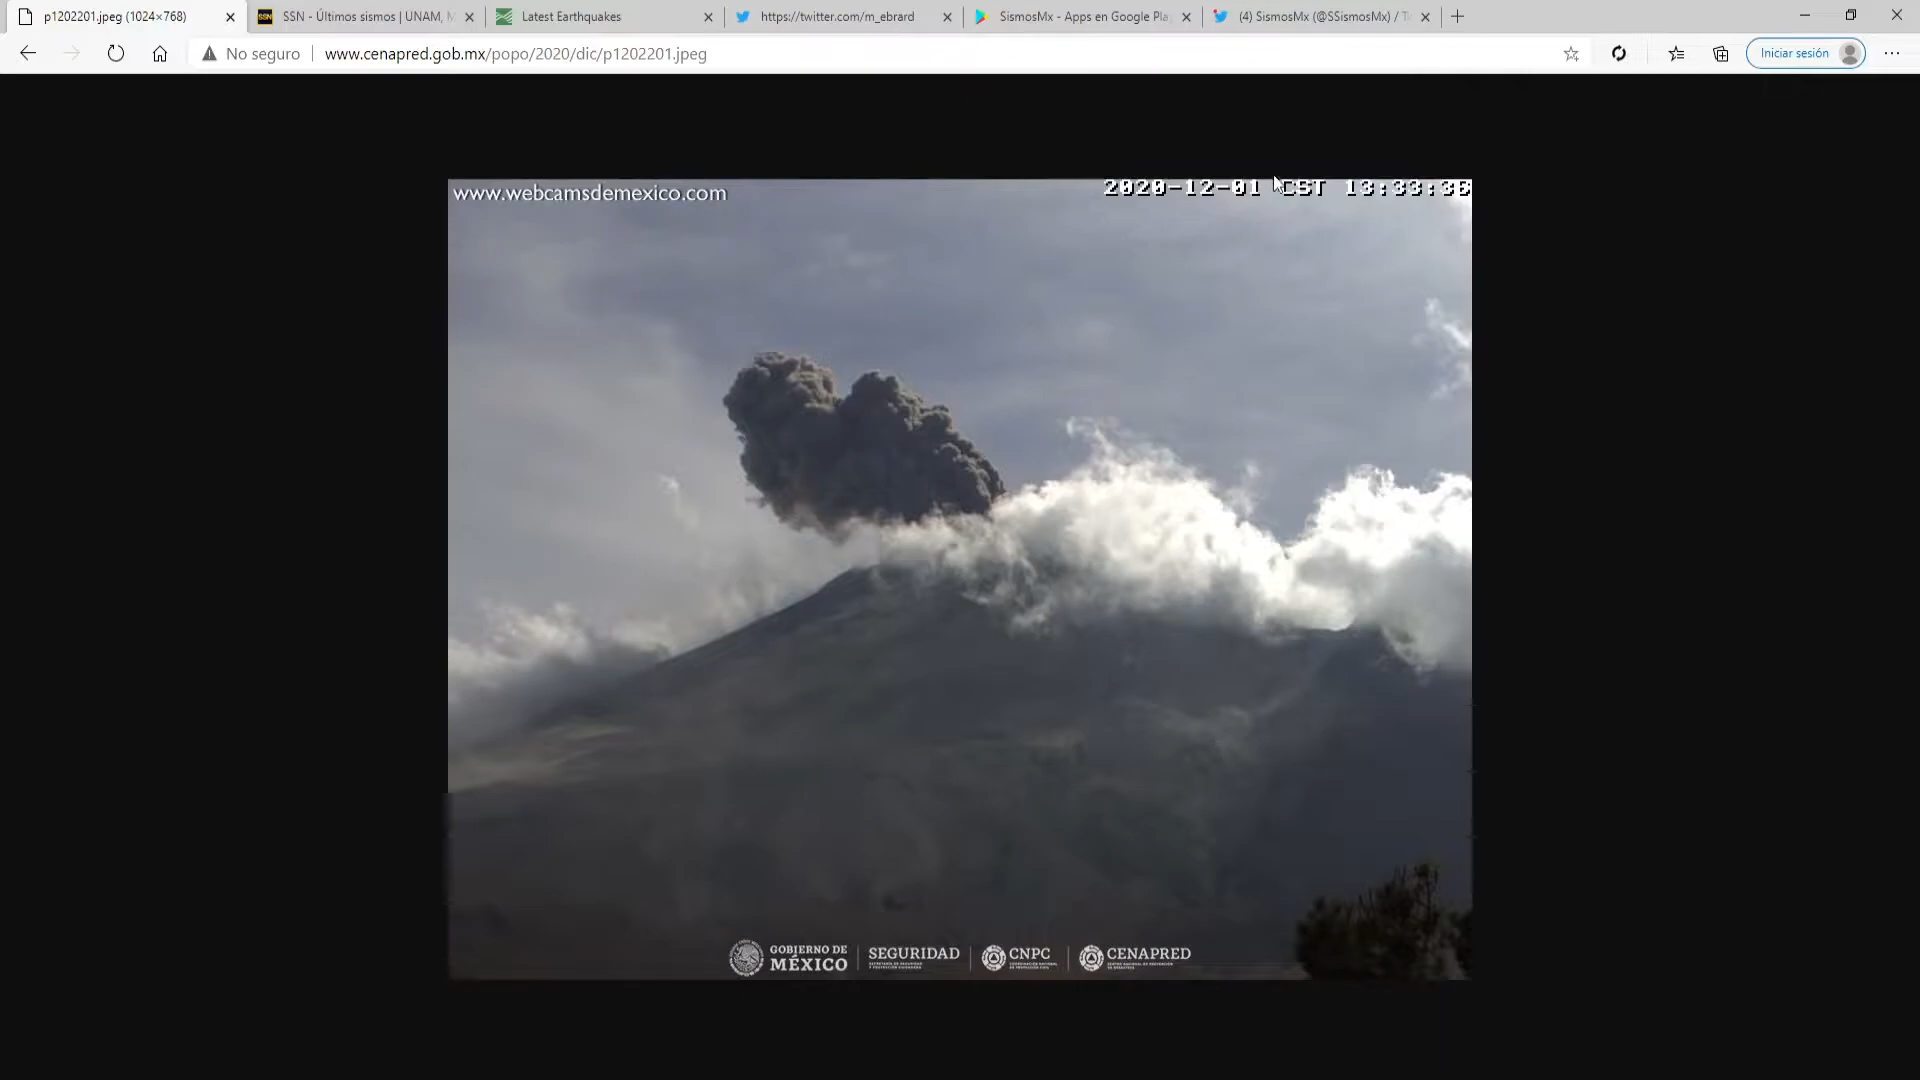 p1202201.jpeg (1024×768)
SSN - Últimos sismos | UNAM, M
Latest Earthquakes
https://twitter.com/m_ebrard
SismosMx - Apps en Google Pla
(4) SismosMx (@SSismosMx) / T
No seguro
www.cenapred.gob.mx/popo/2020/dic/p1202201.jpeg
Iniciar sesión
www.webcamsdemexico.com
2020-12-01 CST 13:33:36
GOBIERNO DE
MÉXICO
SEGURIDAD
CNPC
CENAPRED